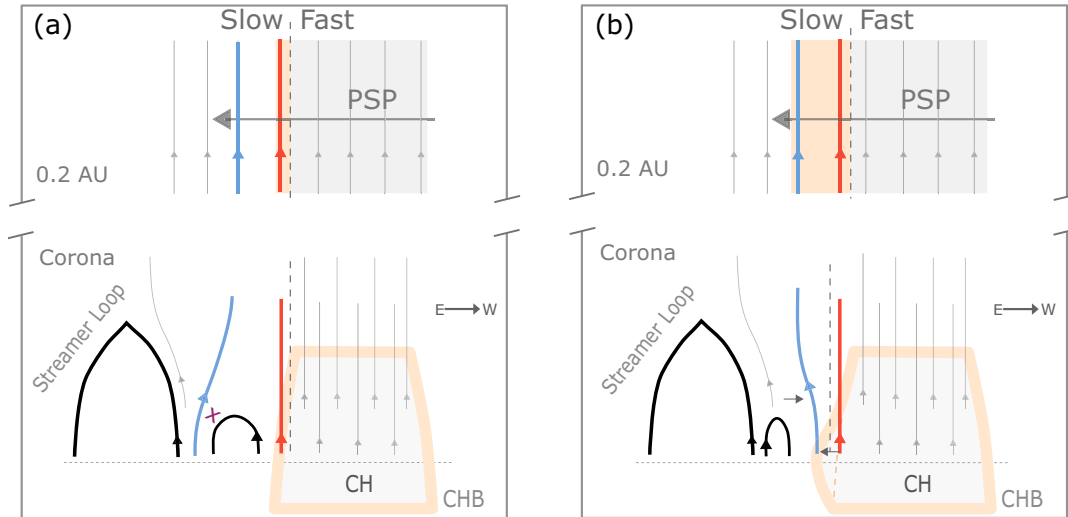 (a)
Slow Fast
PSP
0.2 AU
Corona
Streamer Loop
E W
CH
CHB
(b)
Slow Fast
PSP
0.2 AU
Corona
Streamer Loop
E W
CH
CHB